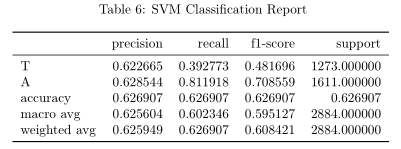 Table 6: SVM Classification Report
precision recall f1-score support
T 0.622665 0.392773 0.481696 1273.000000
A 0.628544 0.811918 0.708559 1611.000000
accuracy 0.626907 0.626907 0.626907 0.626907
macro avg 0.625604 0.602346 0.595127 2884.000000
weighted avg 0.625949 0.626907 0.608421 2884.000000